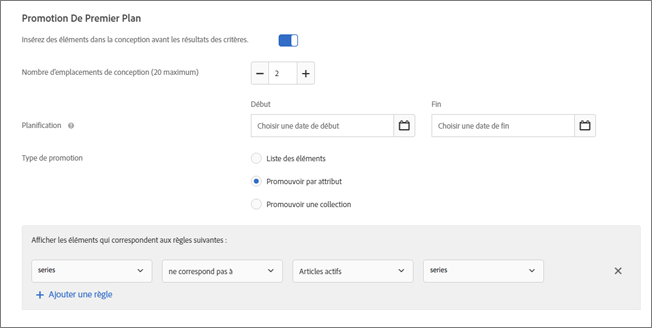 Promotion De Premier Plan
Insérez des éléments dans la conception avant les résultats des critères.
Nombre d'emplacements de conception (20 maximum)
2
Début
Fin
Planification
Choisir une date de début
Choisir une date de fin
Type de promotion
Liste des éléments
Promouvoir par attribut
Promouvoir une collection
Afficher les éléments qui correspondent aux règles suivantes :
series
ne correspond pas à
Articles actifs
series
+ Ajouter une règle